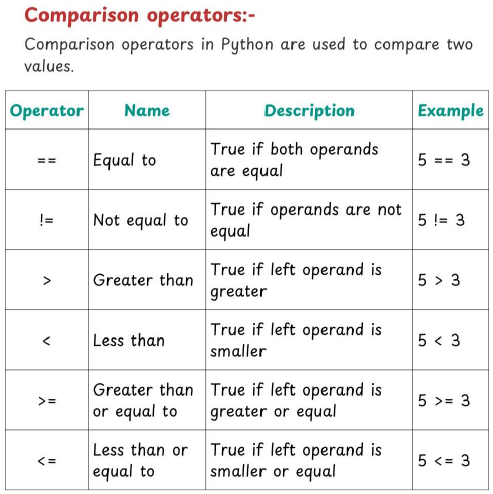 Comparison operators:-
Comparison operators in Python are used to compare two
values.
Operator Name Description Example
== Equal to True if both operands are equal 5 == 3
!= Not equal to True if operands are not equal 5 != 3
> Greater than True if left operand is greater 5 > 3
< Less than True if left operand is smaller 5 < 3
>= Greater than or equal to True if left operand is greater or equal 5 >= 3
<= Less than or equal to True if left operand is smaller or equal 5 <= 3